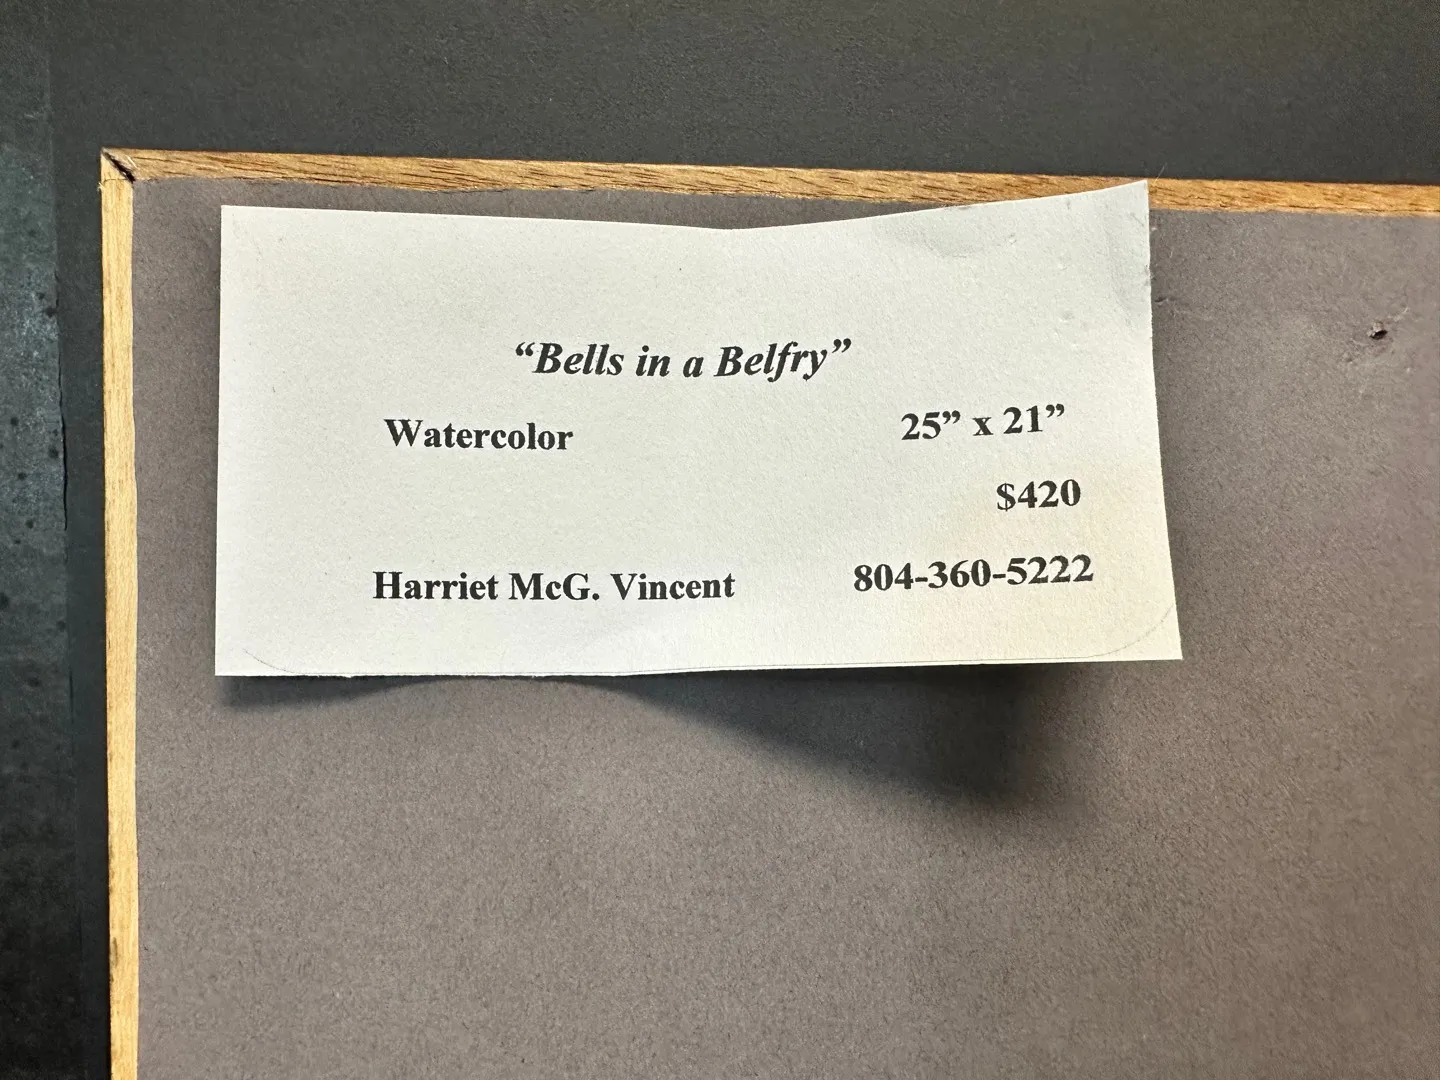 “Bells in a Belfry”
Watercolor 25” x 21”
$420
Harriet McG. Vincent 804-360-5222